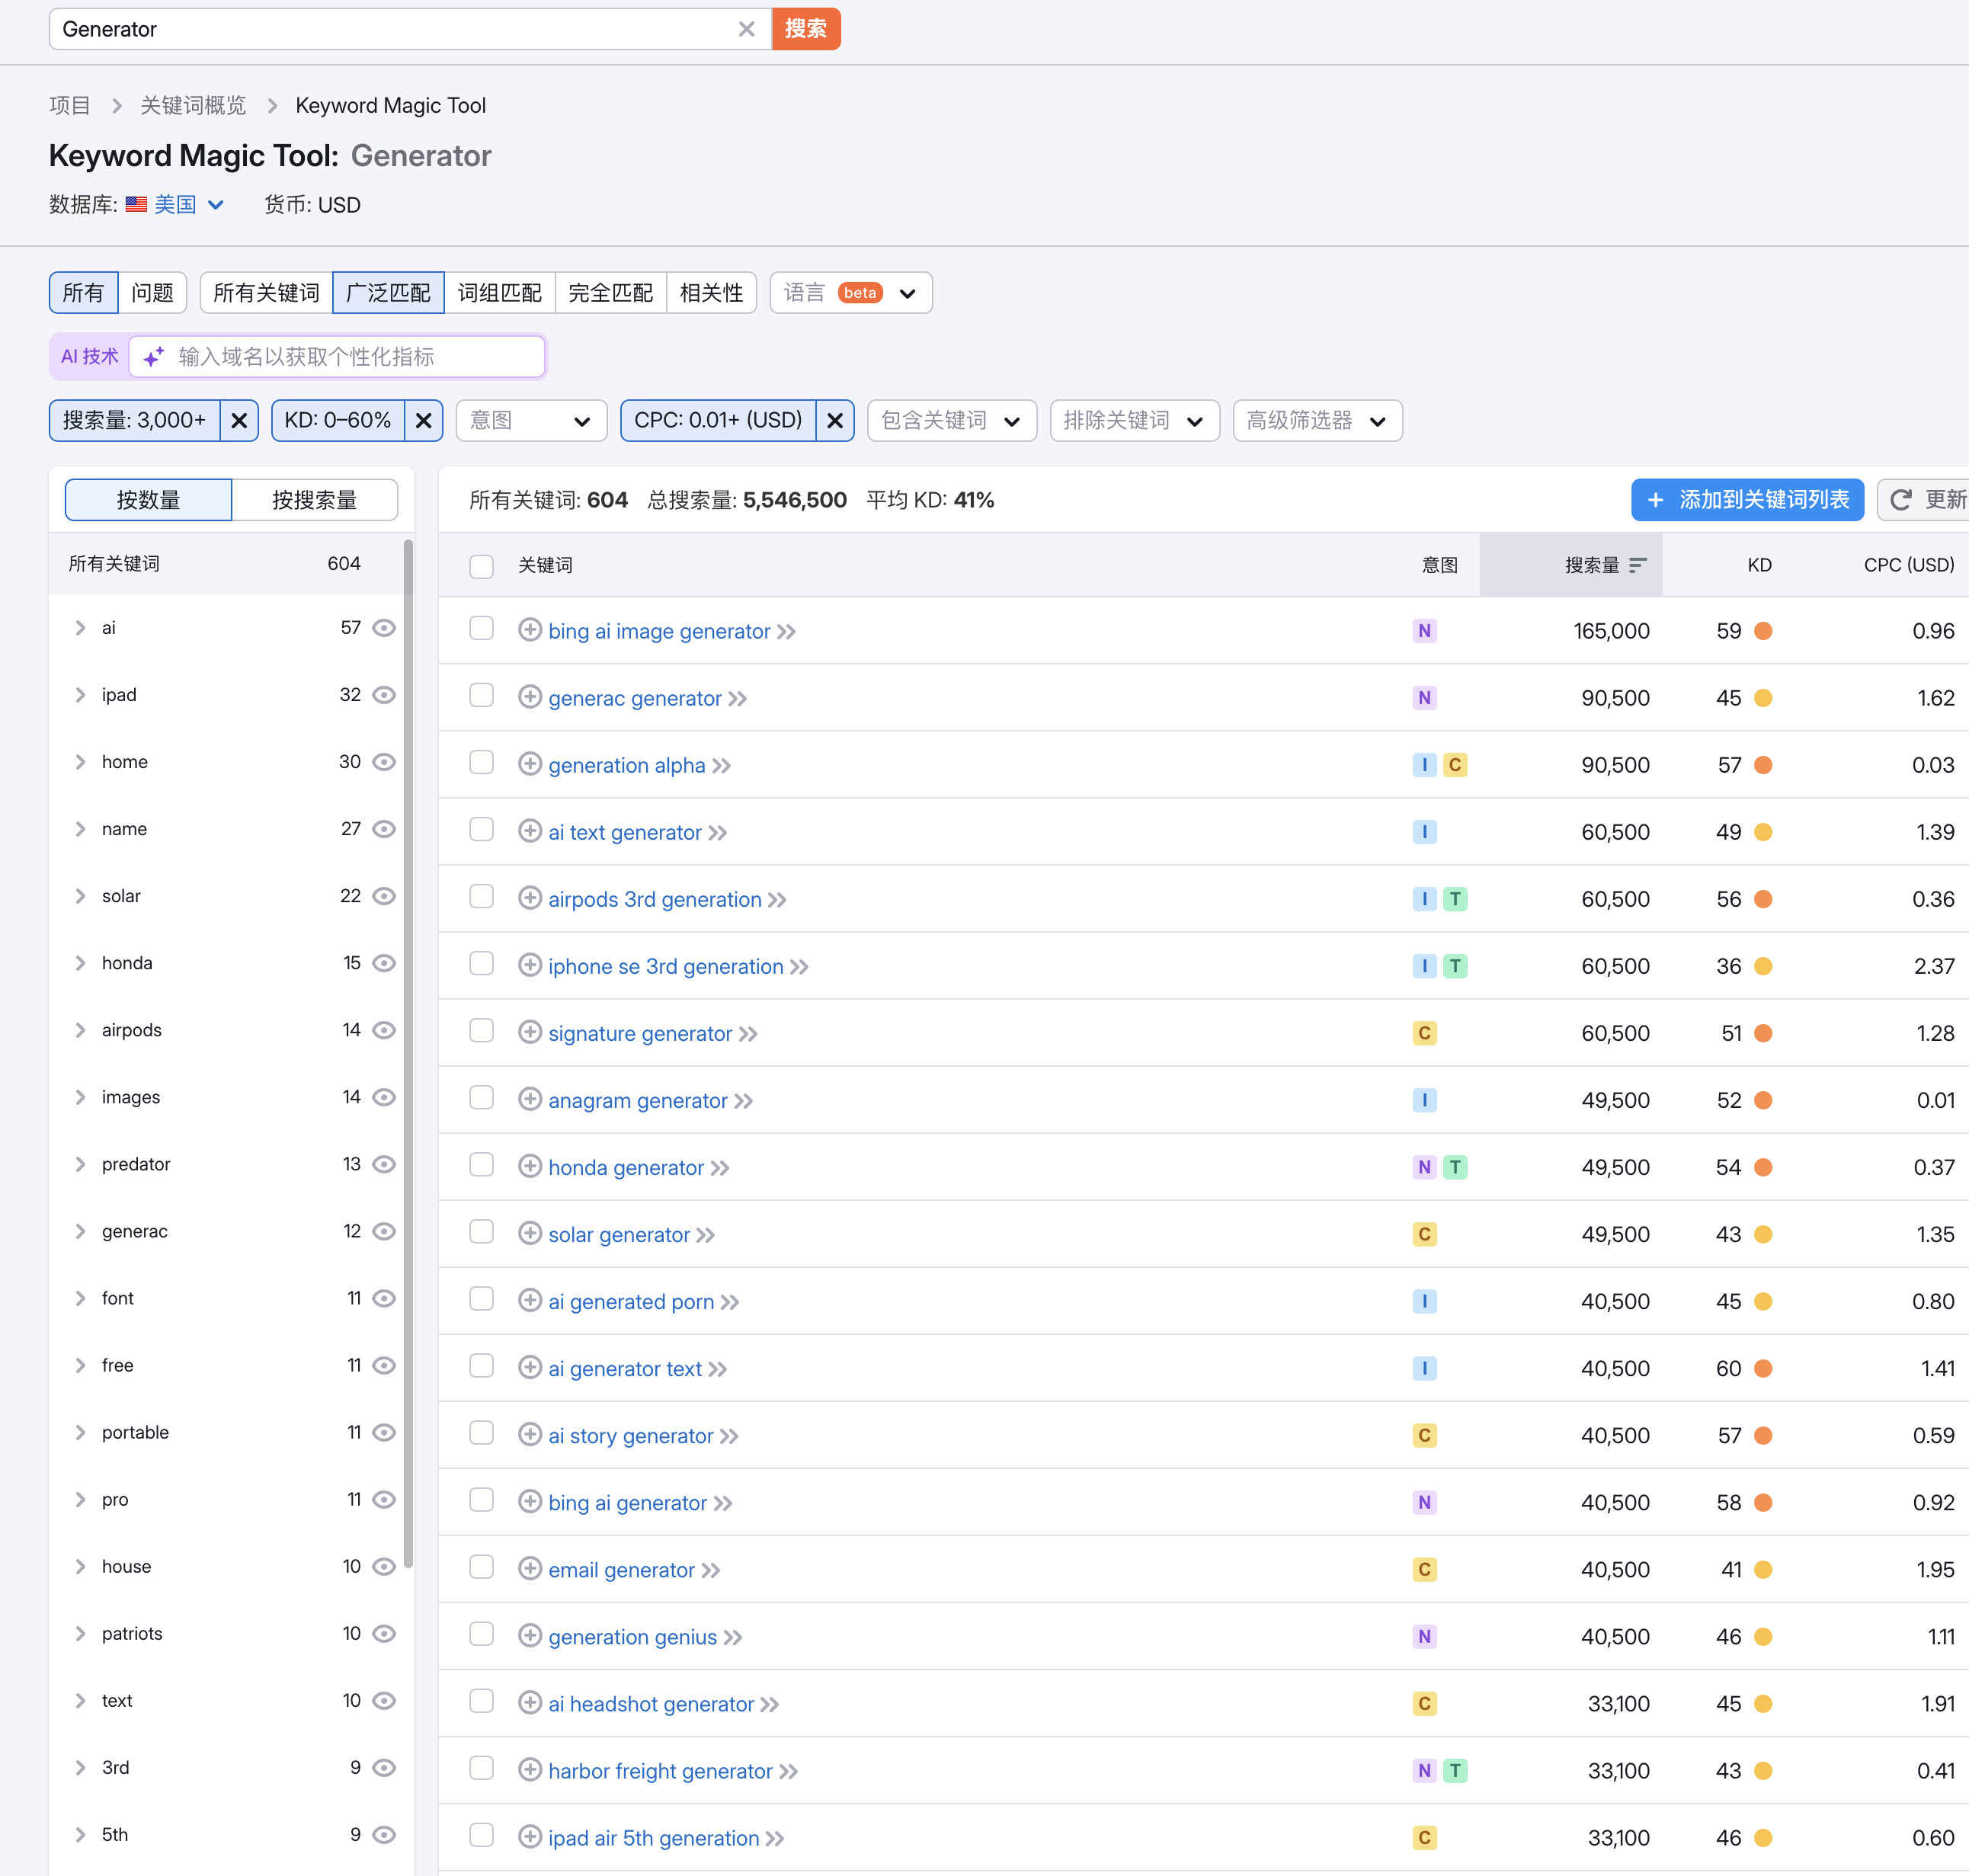 Generator 搜索
项目 关键词概览 Keyword Magic Tool
Keyword Magic Tool: Generator
数据库: 美国 货币: USD
所有 问题 所有关键词 广泛匹配 词组匹配 完全匹配 相关性 语言 beta
AI 技术 输入域名以获取个性化指标
搜索量: 3,000+ KD: 0–60% 意图 CPC: 0.01+ (USD) 包含关键词 排除关键词 高级筛选器
按数量 按搜索量
所有关键词 604
ai 57
ipad 32
home 30
name 27
solar 22
honda 15
airpods 14
images 14
predator 13
generac 12
font 11
free 11
portable 11
pro 11
house 10
patriots 10
text 10
3rd 9
5th 9
所有关键词: 604 总搜索量: 5,546,500 平均 KD: 41% + 添加到关键词列表 更新
关键词 意图 搜索量 KD CPC (USD)
bing ai image generator N 165,000 59 0.96
generac generator N 90,500 45 1.62
generation alpha I C 90,500 57 0.03
ai text generator I 60,500 49 1.39
airpods 3rd generation I T 60,500 56 0.36
iphone se 3rd generation I T 60,500 36 2.37
signature generator C 60,500 51 1.28
anagram generator I 49,500 52 0.01
honda generator N T 49,500 54 0.37
solar generator C 49,500 43 1.35
ai generated porn I 40,500 45 0.80
ai generator text I 40,500 60 1.41
ai story generator C 40,500 57 0.59
bing ai generator N 40,500 58 0.92
email generator C 40,500 41 1.95
generation genius N 40,500 46 1.11
ai headshot generator C 33,100 45 1.91
harbor freight generator N T 33,100 43 0.41
ipad air 5th generation C 33,100 46 0.60